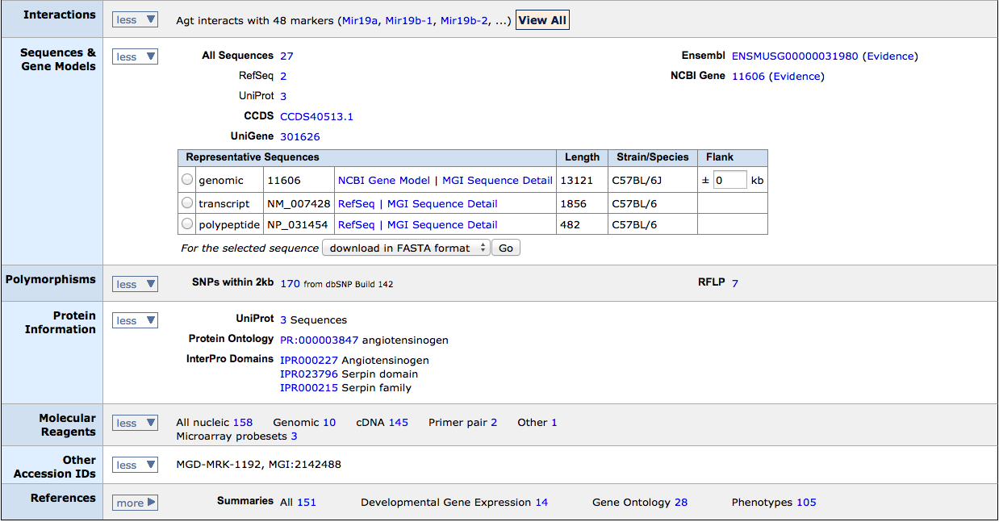 Interactions less ▼ Agt interacts with 48 markers (Mir19a, Mir19b-1, Mir19b-2, ...) View All
Sequences & Gene Models less ▼ All Sequences 27 Ensembl ENSMUSG00000031980 (Evidence)
RefSeq 2 NCBI Gene 11606 (Evidence)
UniProt 3
CCDS CCDS40513.1
UniGene 301626
Representative Sequences Length Strain/Species Flank
genomic 11606 NCBI Gene Model | MGI Sequence Detail 13121 C57BL/6J ± 0 kb
transcript NM_007428 RefSeq | MGI Sequence Detail 1856 C57BL/6
polypeptide NP_031454 RefSeq | MGI Sequence Detail 482 C57BL/6
For the selected sequence download in FASTA format Go
Polymorphisms less ▼ SNPs within 2kb 170 from dbSNP Build 142 RFLP 7
Protein Information less ▼ UniProt 3 Sequences
Protein Ontology PR:000003847 angiotensinogen
InterPro Domains IPR000227 Angiotensinogen
IPR023796 Serpin domain
IPR000215 Serpin family
Molecular Reagents less ▼ All nucleic 158 Genomic 10 cDNA 145 Primer pair 2 Other 1
Microarray probesets 3
Other Accession IDs less ▼ MGD-MRK-1192, MGI:2142488
References more ▶ Summaries All 151 Developmental Gene Expression 14 Gene Ontology 28 Phenotypes 105